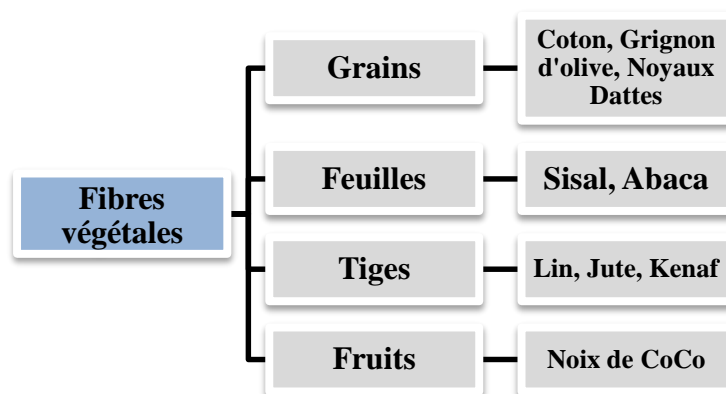 Fibres
végétales
Grains
Coton, Grignon
d'olive, Noyaux
Dattes
Feuilles
Sisal, Abaca
Tiges
Lin, Jute, Kenaf
Fruits
Noix de CoCo